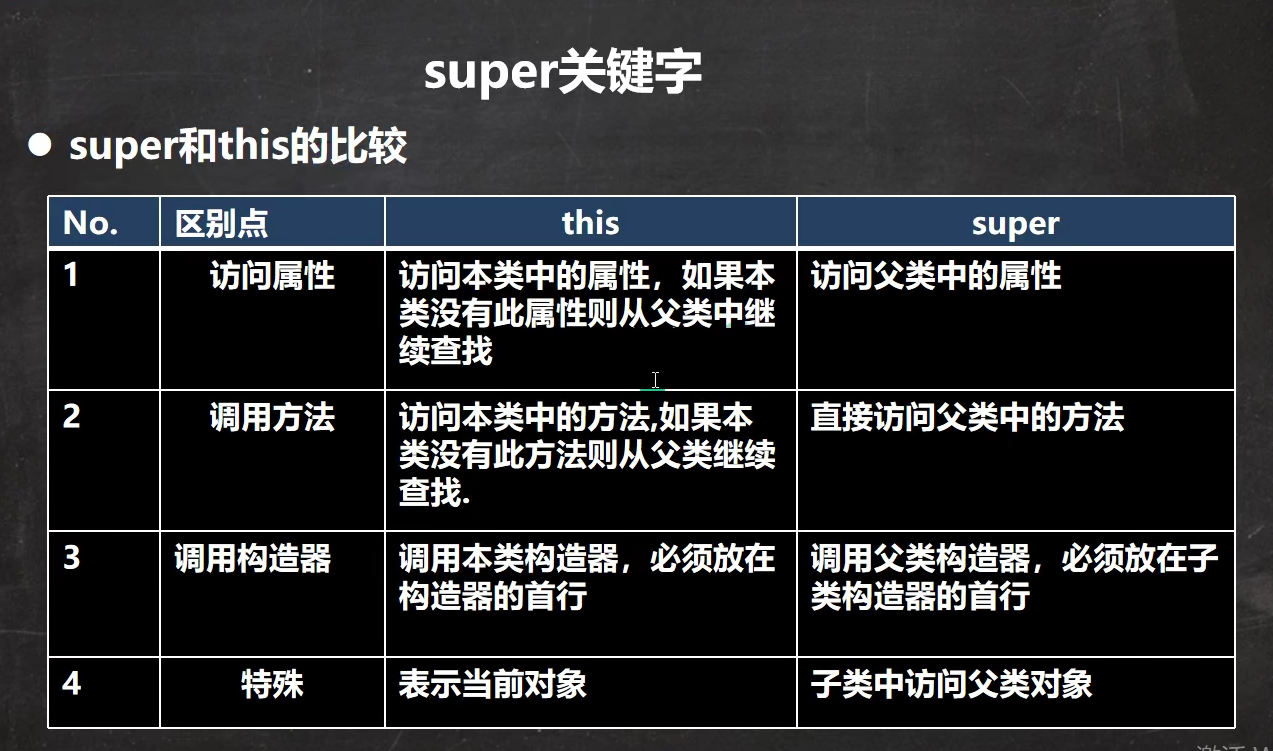 super关键字
● super和this的比较
No. 区别点 this super
1 访问属性 访问本类中的属性，如果本 访问父类中的属性
类没有此属性则从父类中继
续查找
2 调用方法 访问本类中的方法,如果本 直接访问父类中的方法
类没有此方法则从父类继续
查找.
3 调用构造器 调用本类构造器，必须放在 调用父类构造器，必须放在子
构造器的首行 类构造器的首行
4 特殊 表示当前对象 子类中访问父类对象